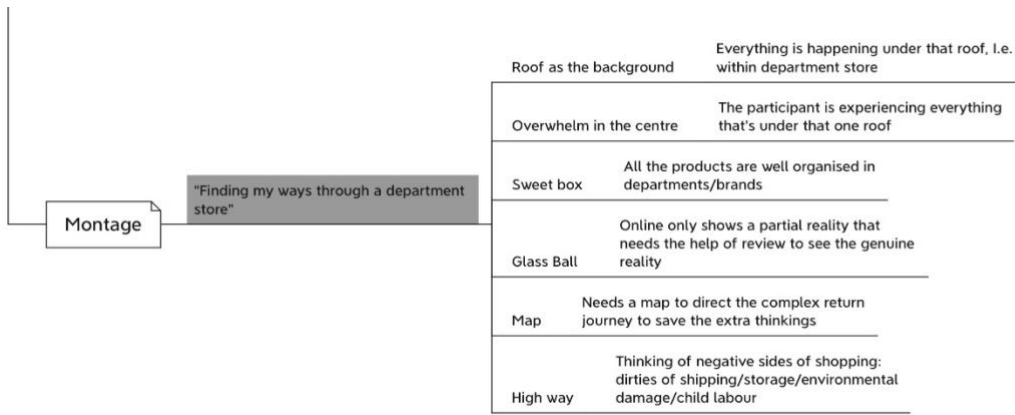 Montage
"Finding my ways through a department
store"
Roof as the background
Everything is happening under that roof, I.e.
within department store
Overwhelm in the centre
The participant is experiencing everything
that's under that one roof
Sweet box
All the products are well organised in
departments/brands
Glass Ball
Online only shows a partial reality that
needs the help of review to see the genuine
reality
Map
Needs a map to direct the complex return
journey to save the extra thinkings
High way
Thinking of negative sides of shopping:
dirties of shipping/storage/environmental
damage/child labour